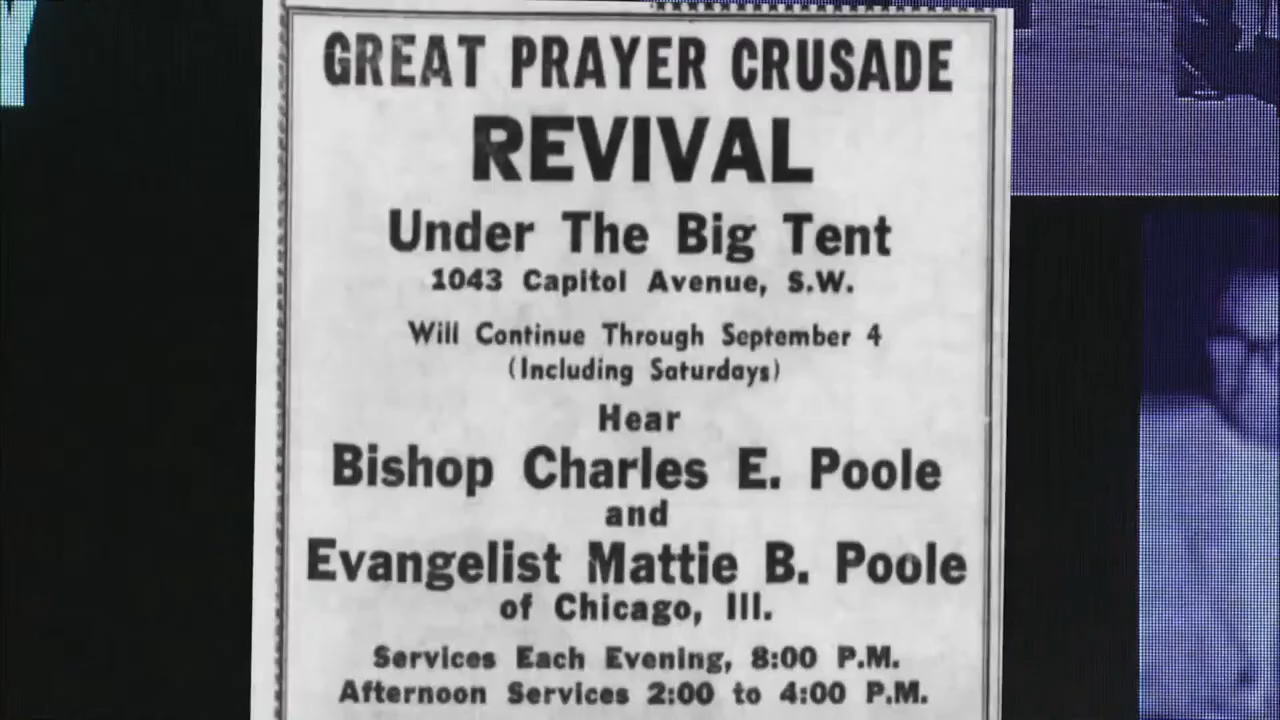 GREAT PRAYER CRUSADE
REVIVAL
Under The Big Tent
1043 Capitol Avenue, S.W.
Will Continue Through September 4
(Including Saturdays)
Hear
Bishop Charles E. Poole
and
Evangelist Mattie B. Poole
of Chicago, Ill.
Services Each Evening, 8:00 P.M.
Afternoon Services 2:00 to 4:00 P.M.